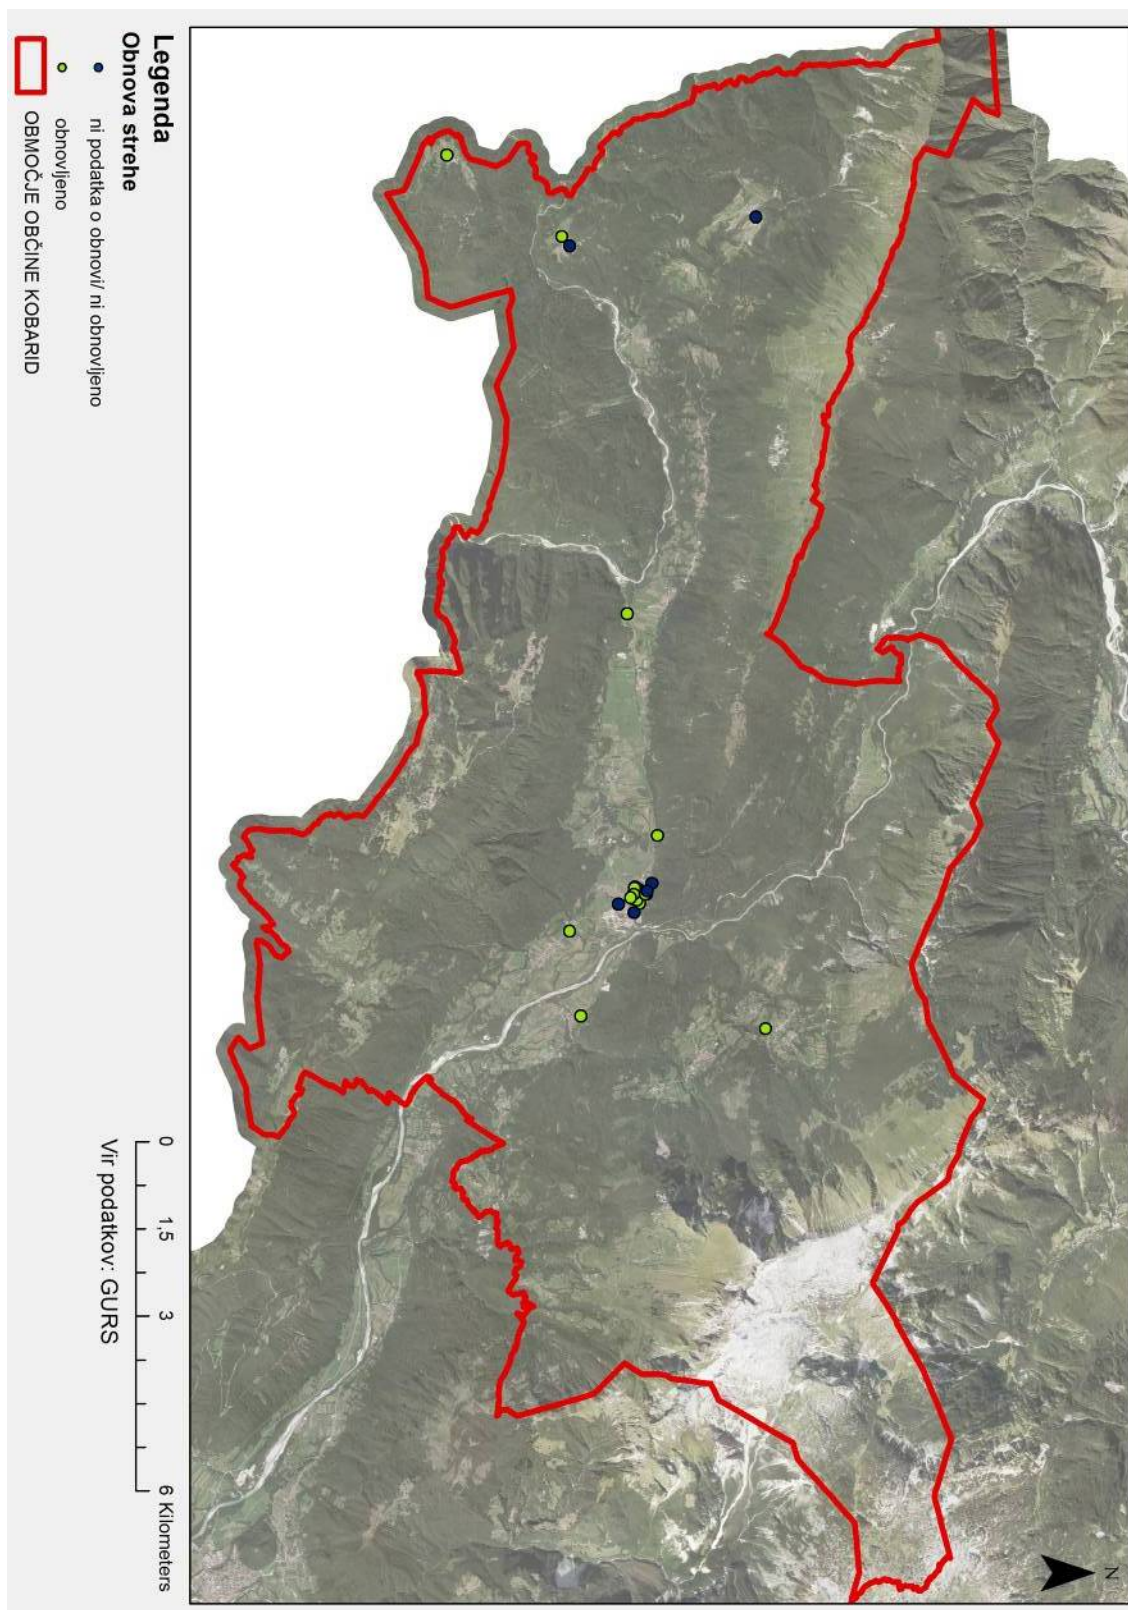 N
Legenda
Obnova strehe
ni podatka o obnovi/ ni obnovljeno
obnovljeno
OBMOČJE OBČINE KOBARID
0 1,5 3 6 Kilometers
Vir podatkov: GURS